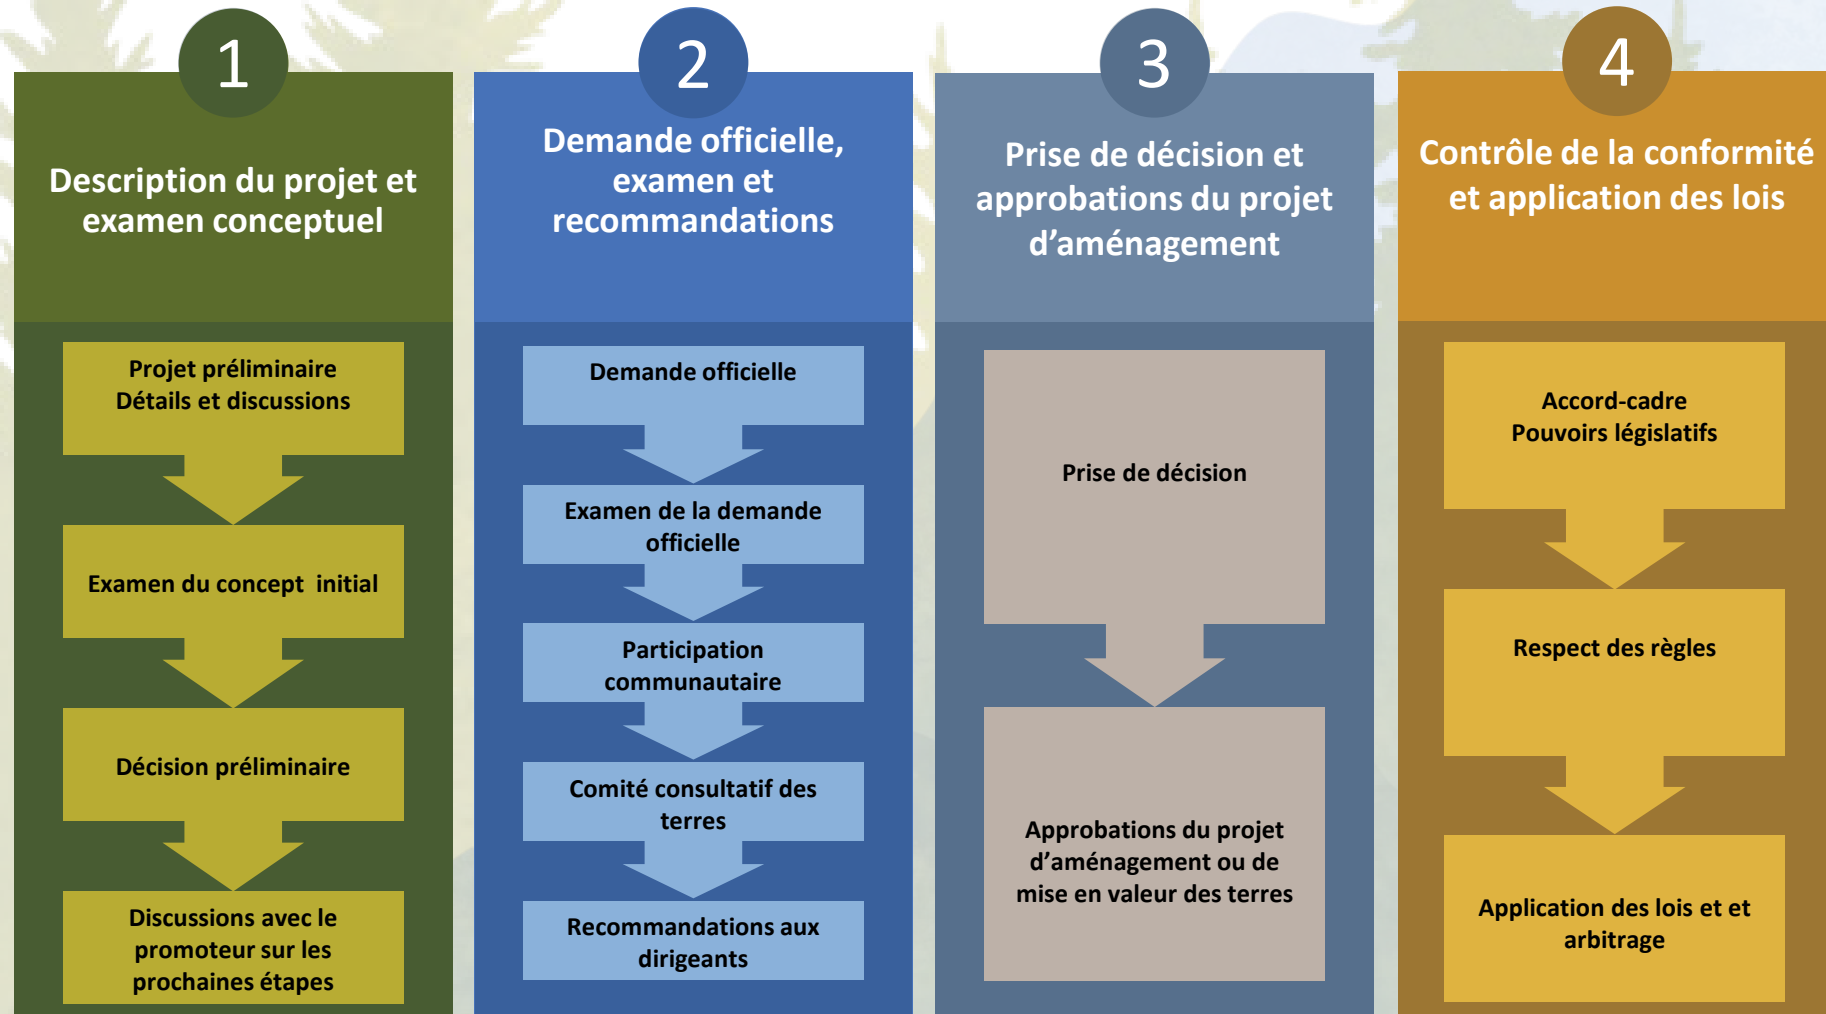 1
Description du projet et
examen conceptuel
Projet préliminaire
Détails et discussions
Examen du concept  initial
Décision préliminaire
Discussions avec le
promoteur sur les
prochaines étapes
2
Demande officielle,
examen et
recommandations
Demande officielle
Examen de la demande
officielle
Participation
communautaire
Comité consultatif des
terres
Recommandations aux
dirigeants
3
Prise de décision et
approbations du projet
d’aménagement
Prise de décision
Approbations du projet
d’aménagement ou de
mise en valeur des terres
4
Contrôle de la conformité
et application des lois
Accord-cadre
Pouvoirs législatifs
Respect des règles
Application des lois et et
arbitrage